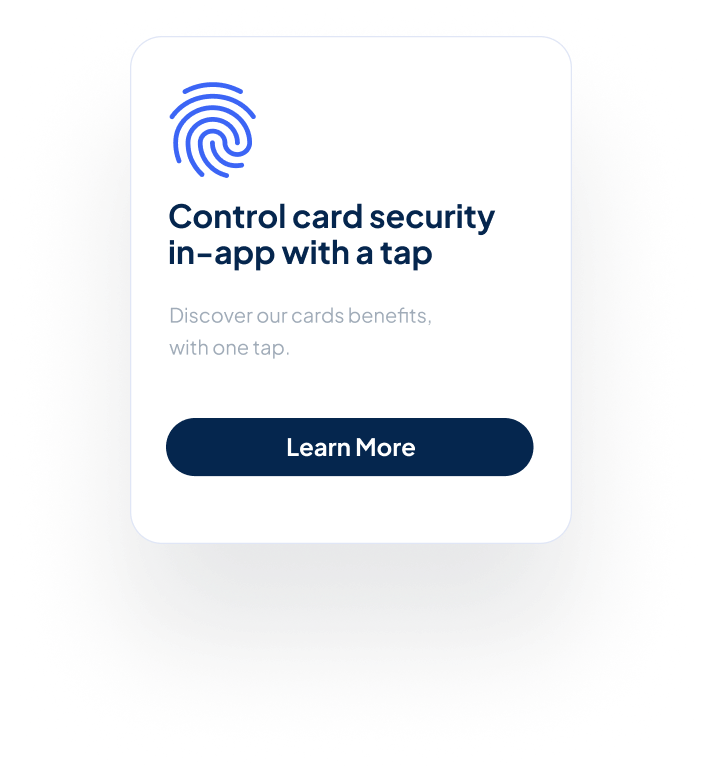 Control card security
in-app with a tap
Discover our cards benefits,
with one tap.
Learn More